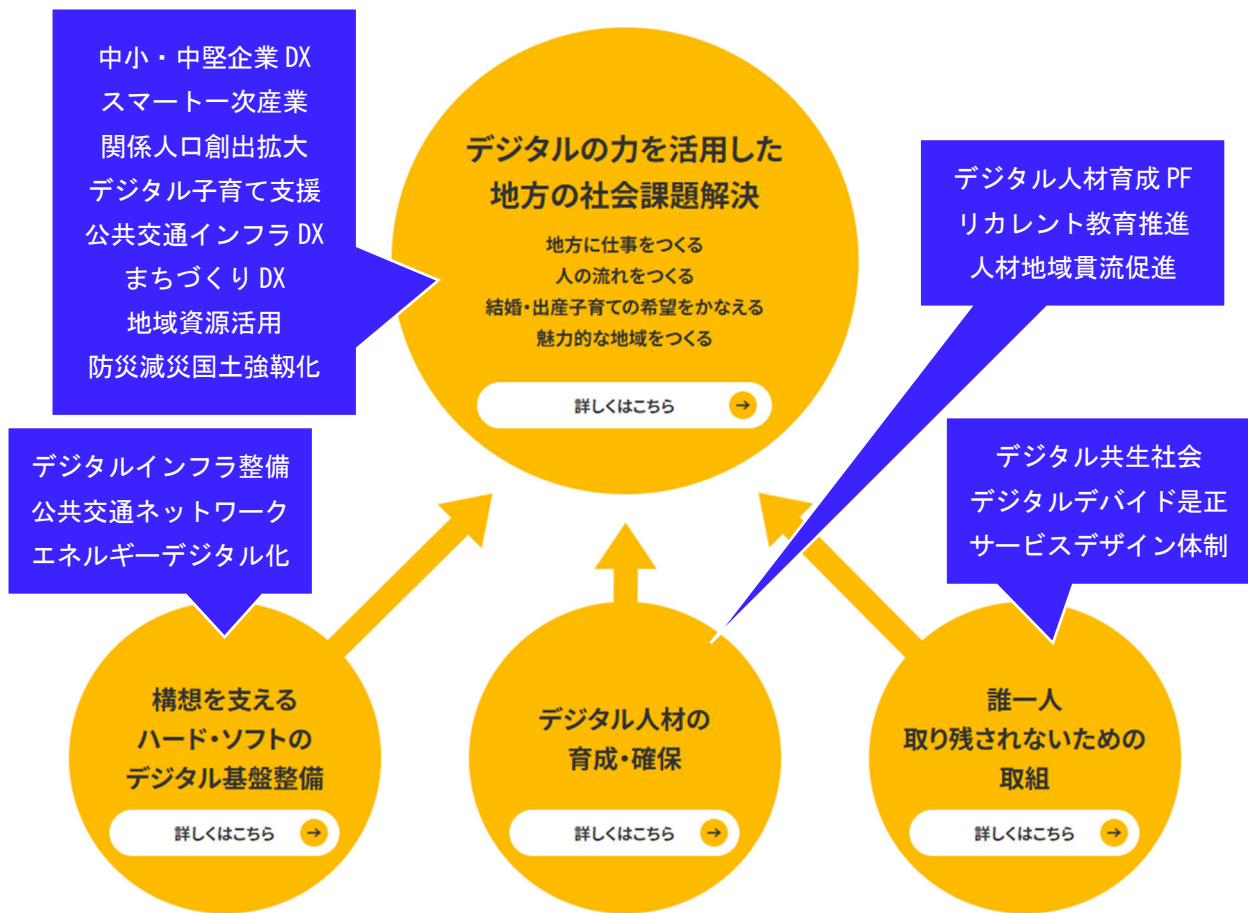 中小・中堅企業 DX
スマート一次産業
関係人口創出拡大
デジタル子育て支援
公共交通インフラ DX
まちづくり DX
地域資源活用
防災減災国土強靱化
デジタルの力を活用した
地方の社会課題解決
地方に仕事をつくる
人の流れをつくる
結婚・出産子育ての希望をかなえる
魅力的な地域をつくる
詳しくはこちら
デジタル人材育成 PF
リカレント教育推進
人材地域貫流促進
デジタルインフラ整備
公共交通ネットワーク
エネルギーデジタル化
デジタル共生社会
デジタルデバイド是正
サービスデザイン体制
構想を支える
ハード・ソフトの
デジタル基盤整備
詳しくはこちら
デジタル人材の
育成・確保
詳しくはこちら
誰一人
取り残されないための
取組
詳しくはこちら